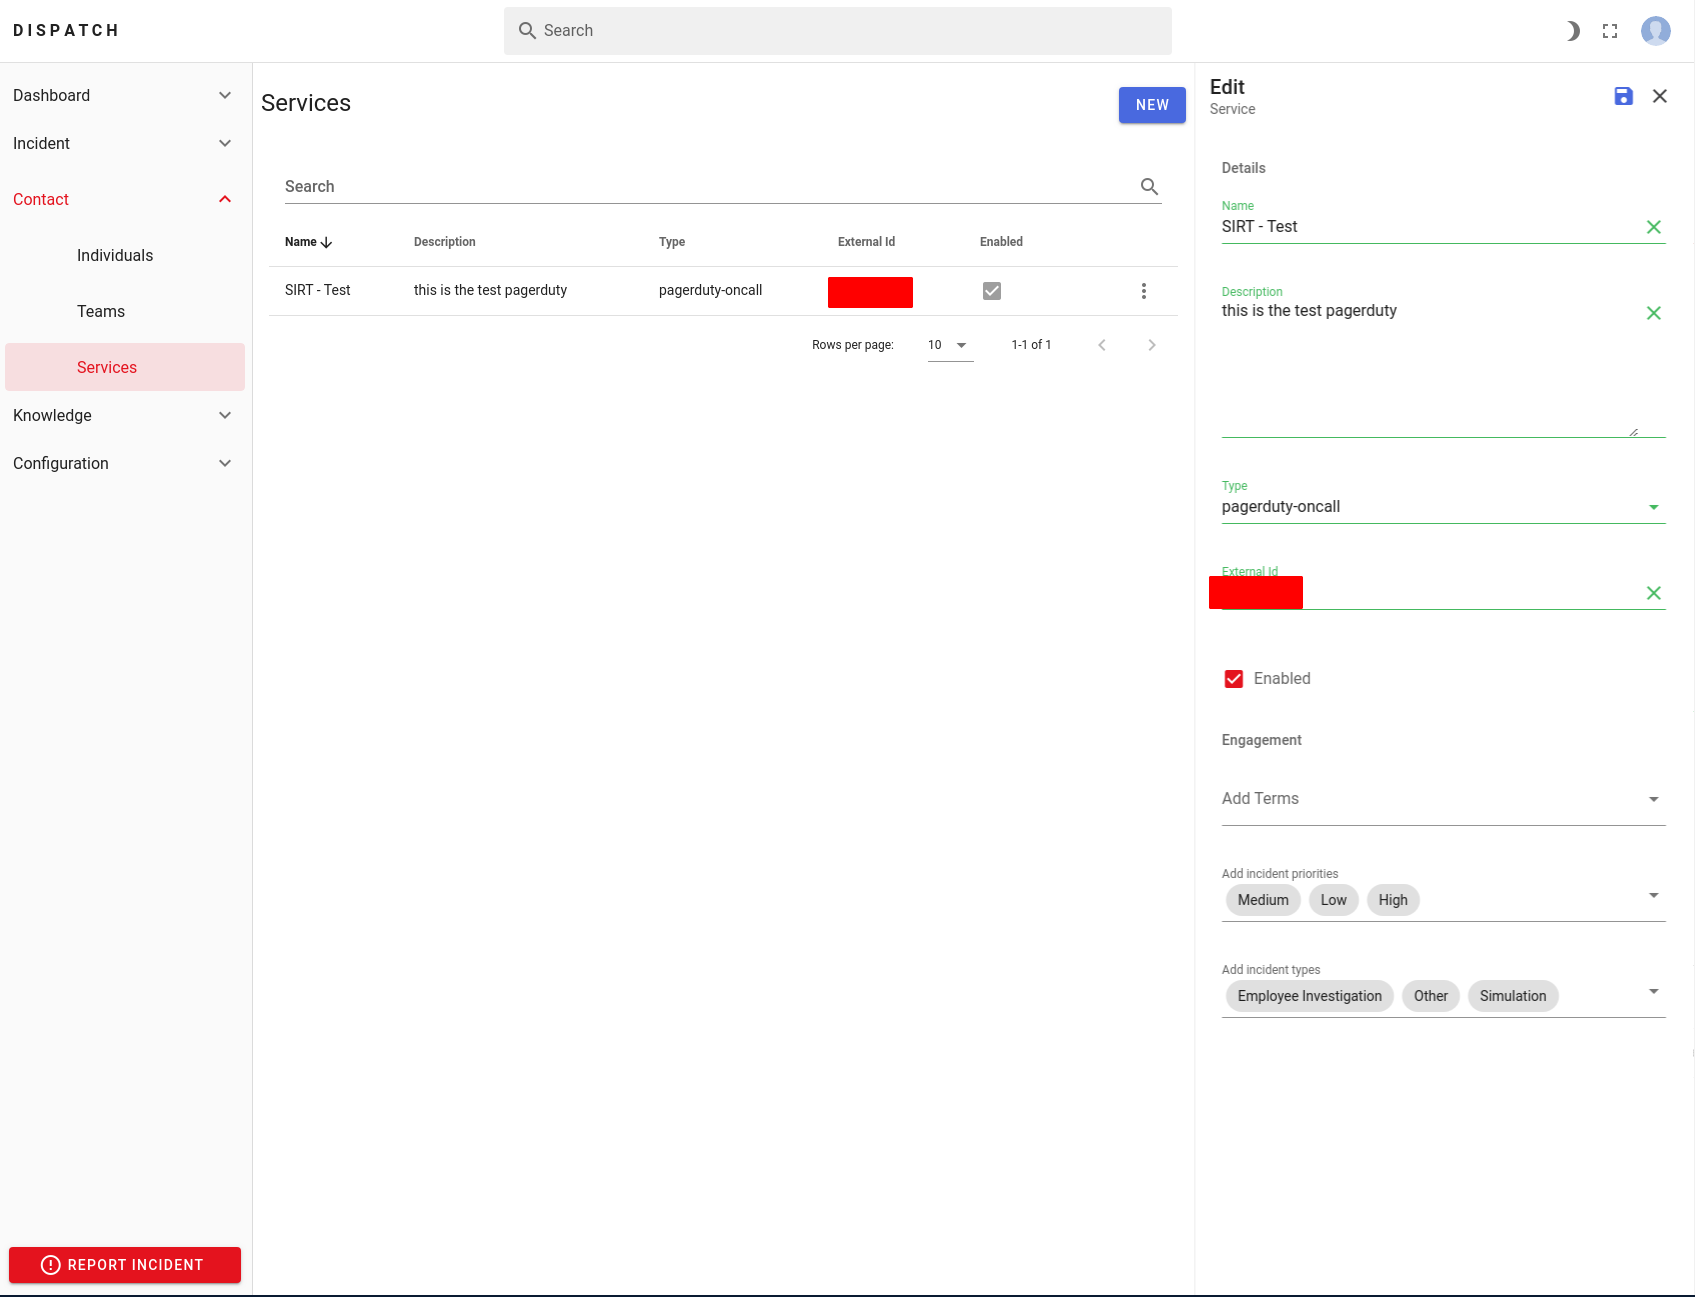 DISPATCH
Search
Dashboard
Incident
Contact
Individuals
Teams
Services
Knowledge
Configuration
REPORT INCIDENT
Services
NEW
Search
Name Description Type External Id Enabled
SIRT - Test this is the test pagerduty pagerduty-oncall
Rows per page: 10 1-1 of 1
Edit
Service
Details
Name
SIRT - Test
Description
this is the test pagerduty
Type
pagerduty-oncall
External Id
Enabled
Engagement
Add Terms
Add incident priorities
Medium Low High
Add incident types
Employee Investigation Other Simulation